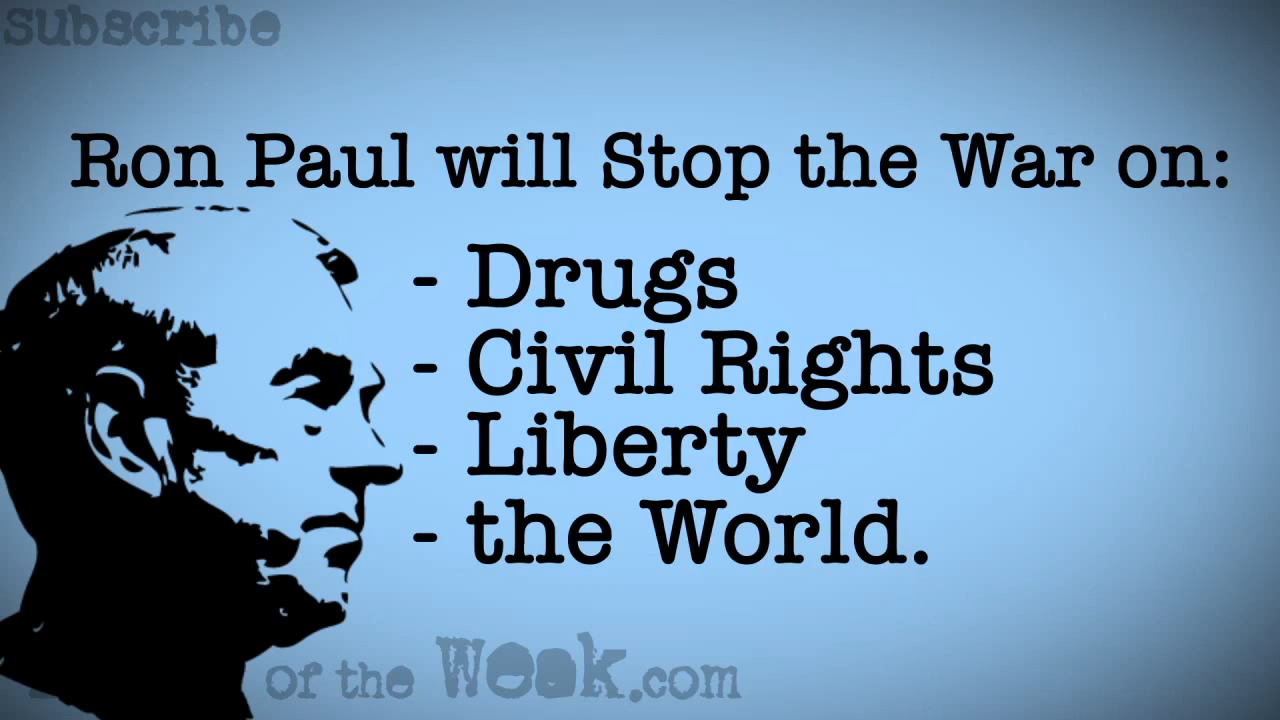 subscribe
Ron Paul will Stop the War on:
- Drugs
- Civil Rights
- Liberty
- the World.
of the Week.com